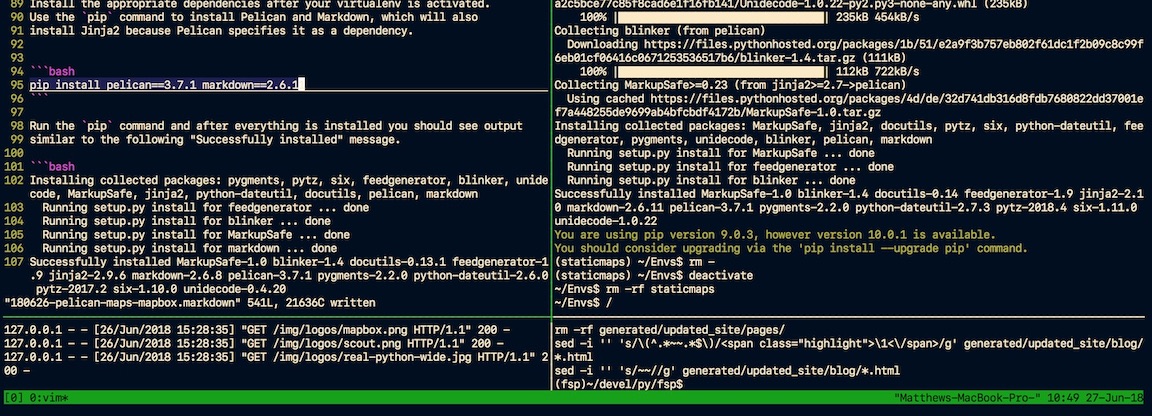 89 Install the appropriate dependencies after your virtualenv is activated.
90 Use the `pip` command to install Pelican and Markdown, which will also
91 install Jinja2 because Pelican specifies it as a dependency.
92
93
94 ```bash
95 pip install pelican==3.7.1 markdown==2.6.1
96 ```
97
98 Run the `pip` command and after everything is installed you should see output
99 similar to the following "Successfully installed" message.
100
101 ```bash
102 Installing collected packages: pygments, pytz, six, feedgenerator, blinker, unide
code, MarkupSafe, jinja2, python-dateutil, docutils, pelican, markdown
103   Running setup.py install for feedgenerator ... done
104   Running setup.py install for blinker ... done
105   Running setup.py install for MarkupSafe ... done
106   Running setup.py install for markdown ... done
107 Successfully installed MarkupSafe-1.0 blinker-1.4 docutils-0.13.1 feedgenerator-1
.9 jinja2-2.9.6 markdown-2.6.8 pelican-3.7.1 pygments-2.2.0 python-dateutil-2.6.0
pytz-2017.2 six-1.10.0 unidecode-0.4.20
"180626-pelican-maps-mapbox.markdown" 541L, 21636C written
a2c5bce77c85f8cad6e1f16fb141/Unidecode-1.0.22-py2.py3-none-any.whl (235kB)
100% || 235kB 454kB/s
Collecting blinker (from pelican)
Downloading https://files.pythonhosted.org/packages/1b/51/e2a9f3b757eb802f61dc1f2b09c8c99f
6eb01cf06416c0671253536517b6/blinker-1.4.tar.gz (111kB)
100% || 112kB 722kB/s
Collecting MarkupSafe>=0.23 (from jinja2>=2.7->pelican)
Using cached https://files.pythonhosted.org/packages/4d/de/32d741db316d8fdb7680822dd37001e
f7a448255de9699ab4bfcbdf4172b/MarkupSafe-1.0.tar.gz
Installing collected packages: MarkupSafe, jinja2, docutils, pytz, six, python-dateutil, fee
dgenerator, pygments, unidecode, blinker, pelican, markdown
Running setup.py install for MarkupSafe ... done
Running setup.py install for feedgenerator ... done
Running setup.py install for blinker ... done
Successfully installed MarkupSafe-1.0 blinker-1.4 docutils-0.14 feedgenerator-1.9 jinja2-2.1
0 markdown-2.6.11 pelican-3.7.1 pygments-2.2.0 python-dateutil-2.7.3 pytz-2018.4 six-1.11.0
unidecode-1.0.22
You are using pip version 9.0.3, however version 10.0.1 is available.
You should consider upgrading via the 'pip install --upgrade pip' command.
(staticmaps) ~/Envs$ rm -
(staticmaps) ~/Envs$ deactivate
~/Envs$ rm -rf staticmaps
~/Envs$ /
127.0.0.1 - - [26/Jun/2018 15:28:35] "GET /img/logos/mapbox.png HTTP/1.1" 200 -
127.0.0.1 - - [26/Jun/2018 15:28:35] "GET /img/logos/scout.png HTTP/1.1" 200 -
127.0.0.1 - - [26/Jun/2018 15:28:35] "GET /img/logos/real-python-wide.jpg HTTP/1.1" 2
00 -
rm -rf generated/updated_site/pages/
sed -i '' 's/\(^.*~~.*$\)/<span class="highlight">\1<\/span>/g' generated/updated_site/blog/
*.html
sed -i '' 's/~~//g' generated/updated_site/blog/*.html
(fsp)~/devel/py/fsp$
[0] 0:vim*
"Matthews-MacBook-Pro-" 10:49 27-Jun-18